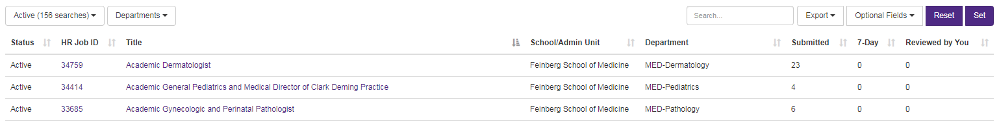 Active (156 searches) Departments Search... Export Optional Fields Reset Set
Status HR Job ID Title School/Admin Unit Department Submitted 7-Day Reviewed by You
Active 34759 Academic Dermatologist Feinberg School of Medicine MED-Dermatology 23 0 0
Active 34414 Academic General Pediatrics and Medical Director of Clark Deming Practice Feinberg School of Medicine MED-Pediatrics 4 0 0
Active 33685 Academic Gynecologic and Perinatal Pathologist Feinberg School of Medicine MED-Pathology 6 0 0